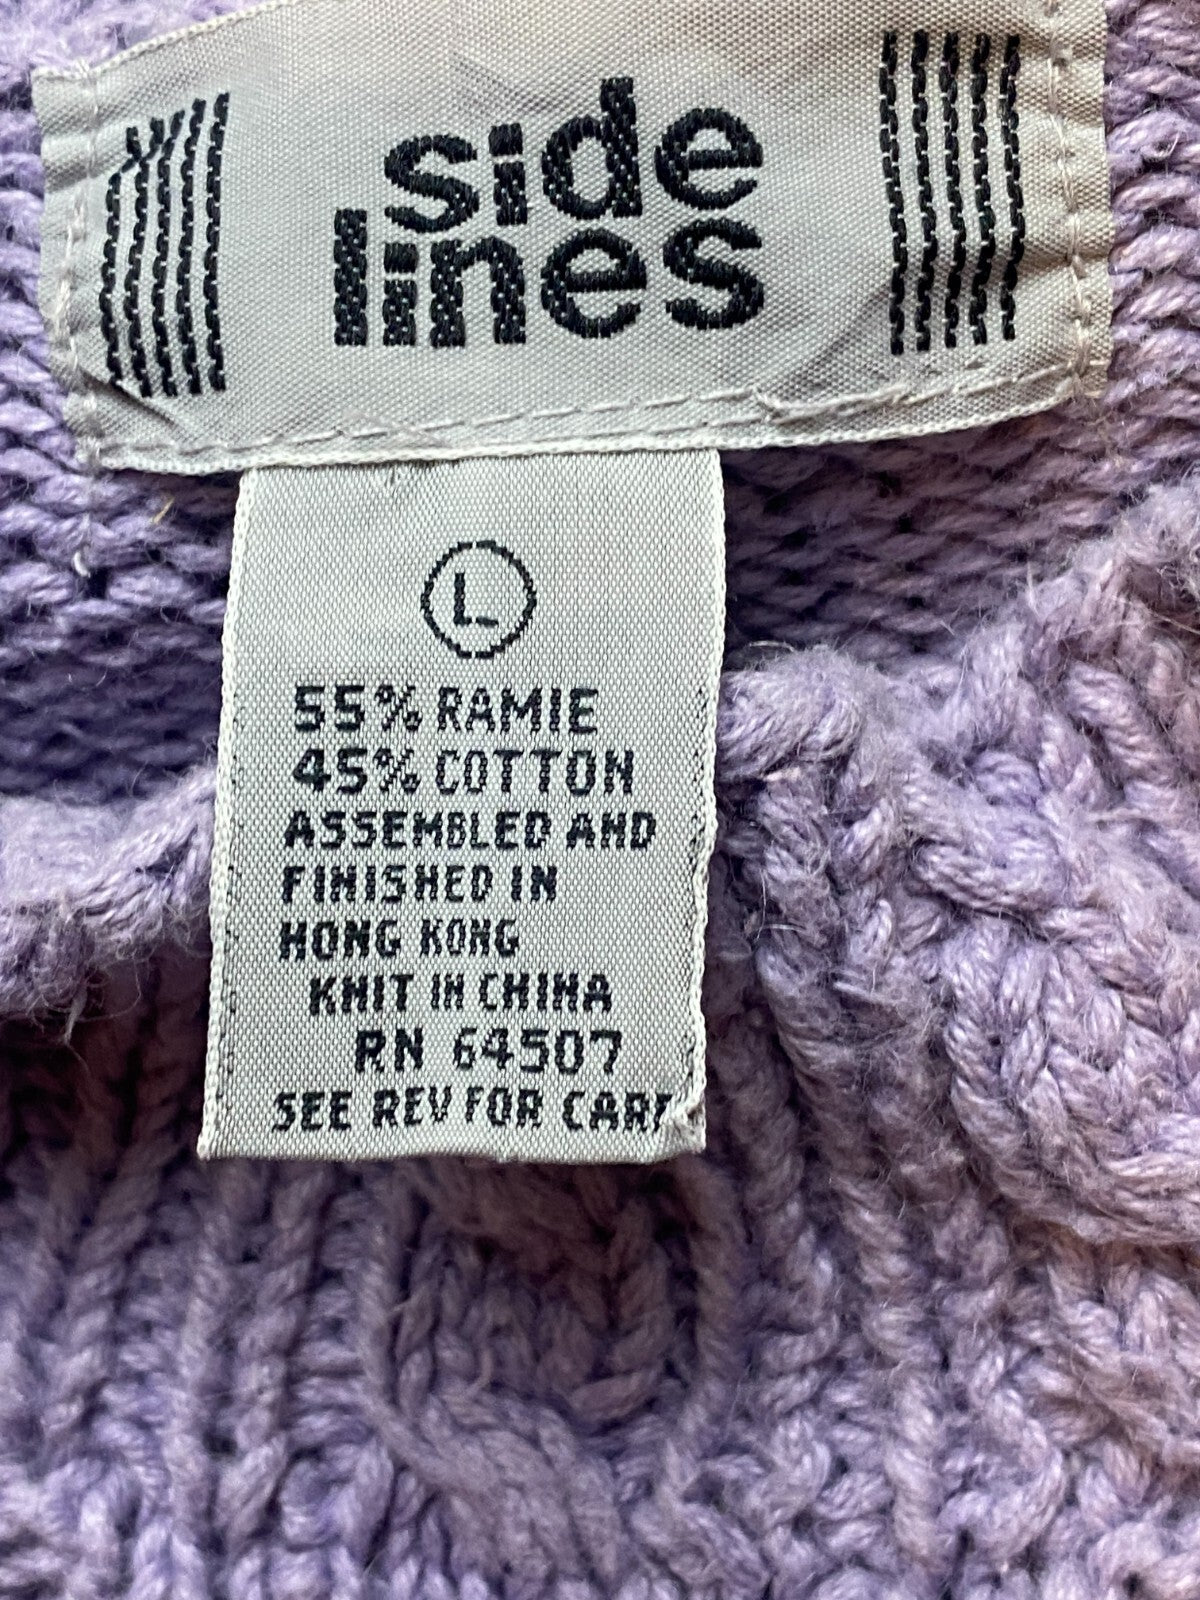 side
lines
L
55% RAMIE
45% COTTON
ASSEMBLED AND
FINISHED IN
HONG KONG
KNIT IN CHINA
RN 64507
SEE REV FOR CARE